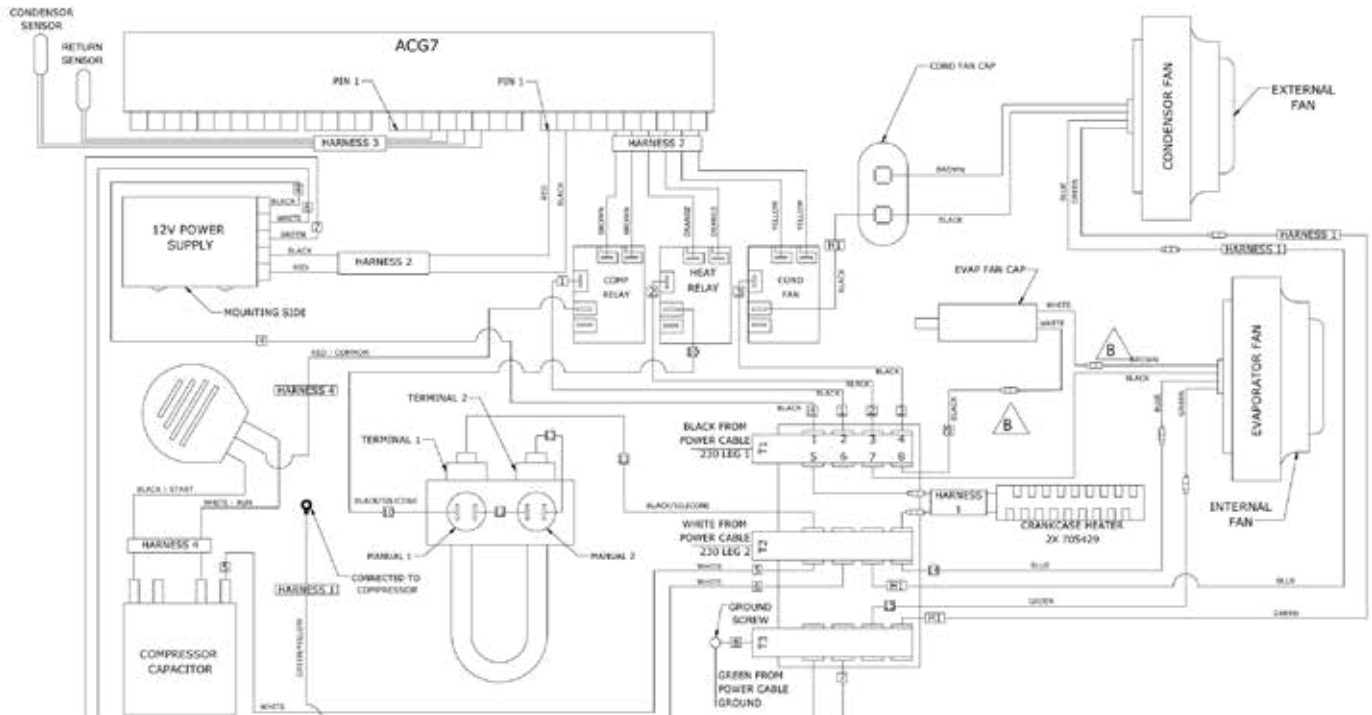 CONDENSOR
SENSOR
RETURN
SENSOR
ACG7
PIN 1
PIN 1
HARNESS 3
HARNESS 2
COND FAN CAP
CONDENSOR FAN
EXTERNAL
FAN
BROWN
BLACK
BLUE
GREEN
HARNESS 1
HARNESS 1
12V POWER
SUPPLY
BLACK
WHITE
GREEN
BLACK
RED
HARNESS 2
MOUNTING SIDE
RED
BLACK
BROWN
BROWN
ORANGE
ORANGE
YELLOW
YELLOW
COMP
RELAY
HEAT
RELAY
COND
FAN
H1
BLACK
EVAP FAN CAP
WHITE
WHITE
B
BROWN
BLACK
BLUE
GREEN
EVAPORATOR FAN
INTERNAL
FAN
RED / COMMON
HARNESS 4
TERMINAL 2
TERMINAL 1
BLACK
BLACK
BLACK
BLACK
B
BLACK FROM
POWER CABLE
230 LEG 1
T1
1 2 3 4
5 6 7 8
BLACK / START
WHITE / RUN
HARNESS 4
BLACK/SILICONE
BLACK/SILICONE
MANUAL 1
MANUAL 2
HARNESS
1
CRANKCASE HEATER
2X 705429
WHITE FROM
POWER CABLE
230 LEG 2
T2
WHITE
WHITE
BLUE
H1
BLUE
CONNECTED TO
COMPRESSOR
HARNESS 1
GREEN/YELLOW
COMPRESSOR
CAPACITOR
WHITE
GROUND
SCREW
T3
GREEN
H1
GREEN
GREEN FROM
POWER CABLE
GROUND